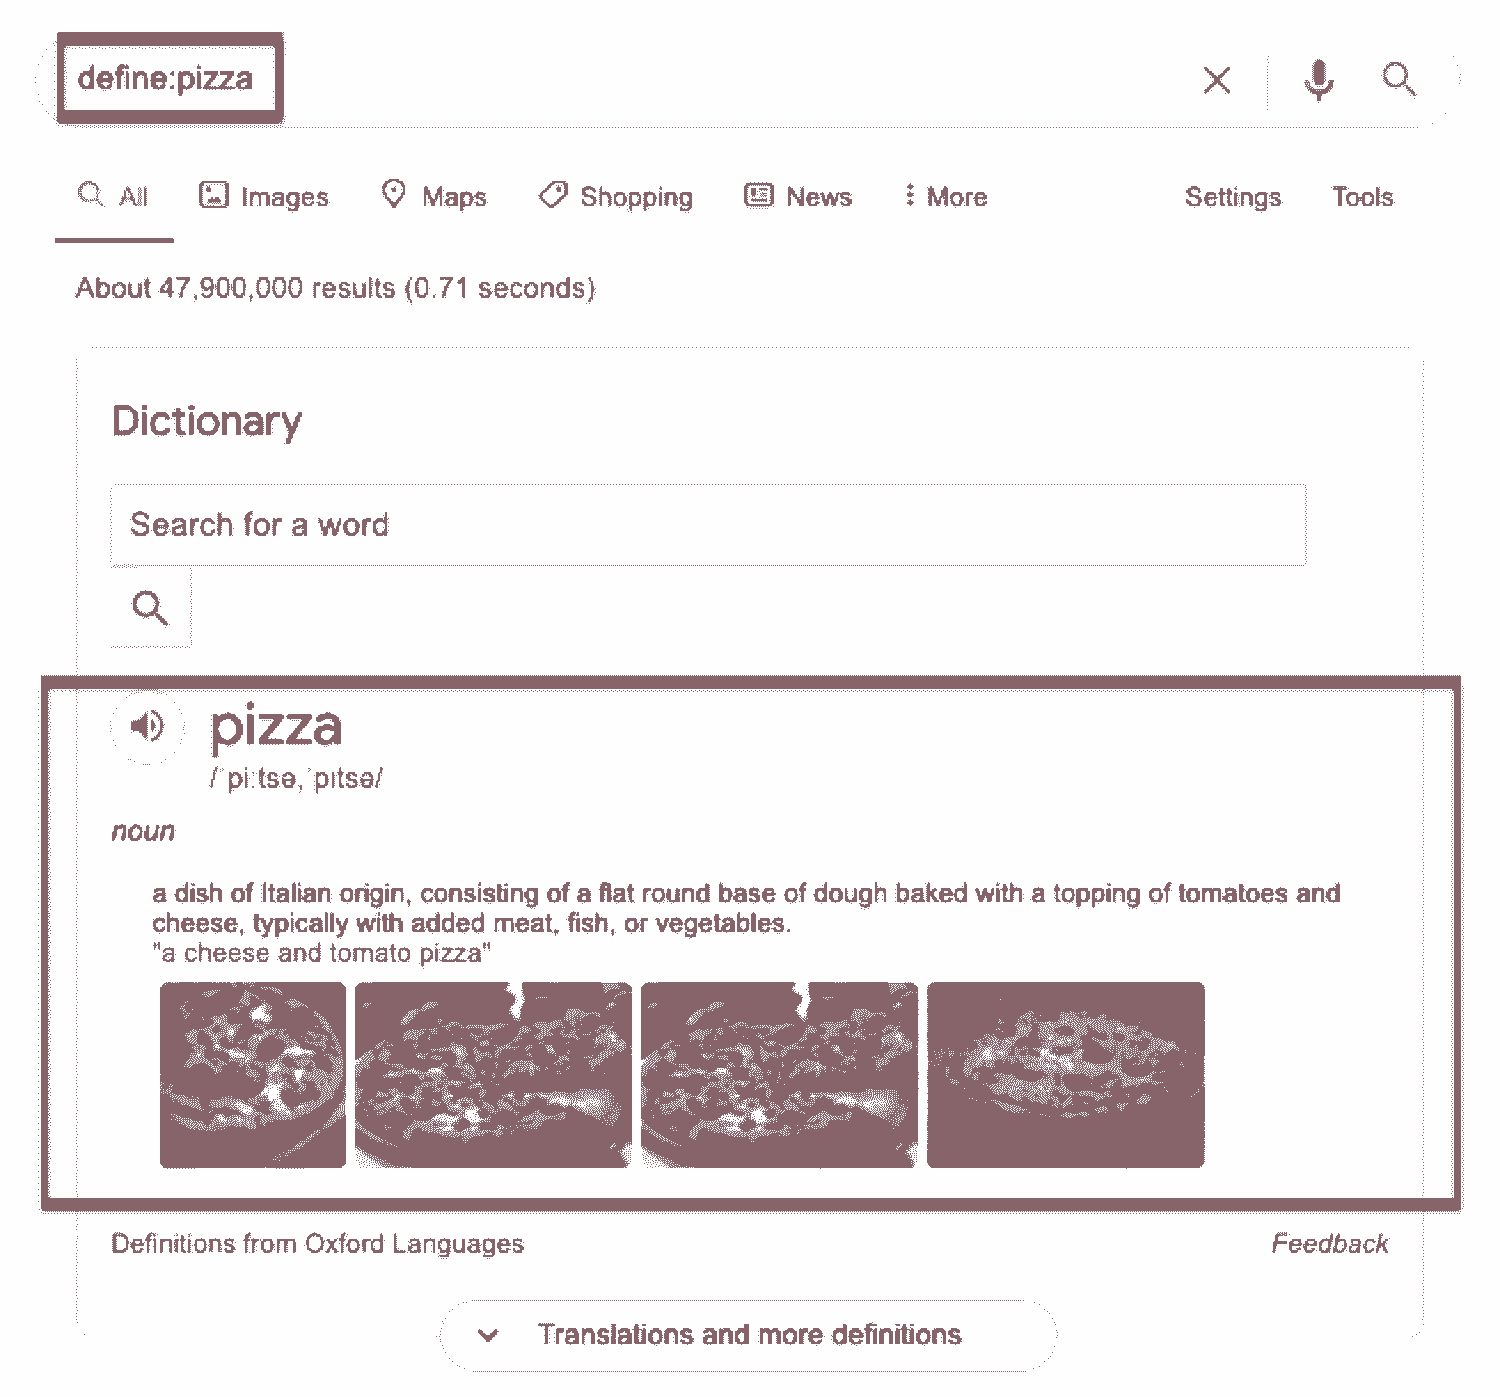 define:pizza
All Images Maps Shopping News More Settings Tools
About 47,900,000 results (0.71 seconds)
Dictionary
Search for a word
pizza
/ˈpiːtsə,ˈpɪtsə/
noun
a dish of Italian origin, consisting of a flat round base of dough baked with a topping of tomatoes and
cheese, typically with added meat, fish, or vegetables.
"a cheese and tomato pizza"
Definitions from Oxford Languages Feedback
Translations and more definitions